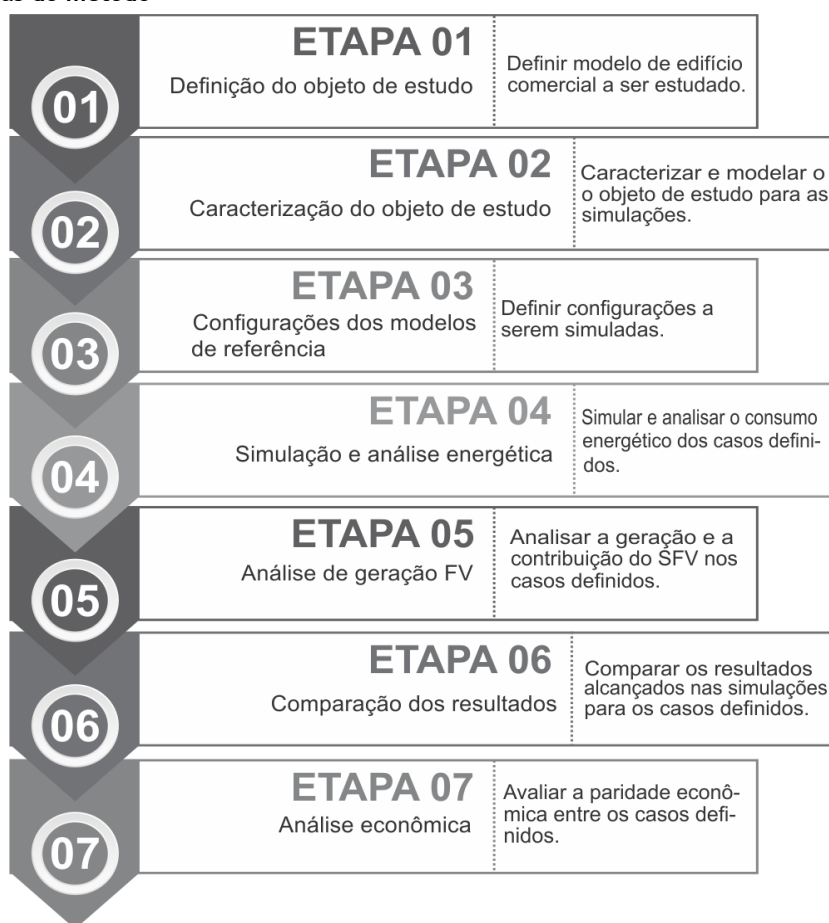 01
ETAPA 01
Definição do objeto de estudo
Definir modelo de edifício
comercial a ser estudado.
02
ETAPA 02
Caracterização do objeto de estudo
Caracterizar e modelar o
o objeto de estudo para as
simulações.
03
ETAPA 03
Configurações dos modelos
de referência
Definir configurações a
serem simuladas.
04
ETAPA 04
Simulação e análise energética
Simular e analisar o consumo
energético dos casos defini-
dos.
05
ETAPA 05
Análise de geração FV
Analisar a geração e a
contribuição do SFV nos
casos definidos.
06
ETAPA 06
Comparação dos resultados
Comparar os resultados
alcançados nas simulações
para os casos definidos.
07
ETAPA 07
Análise econômica
Avaliar a paridade econô-
mica entre os casos defi-
nidos.